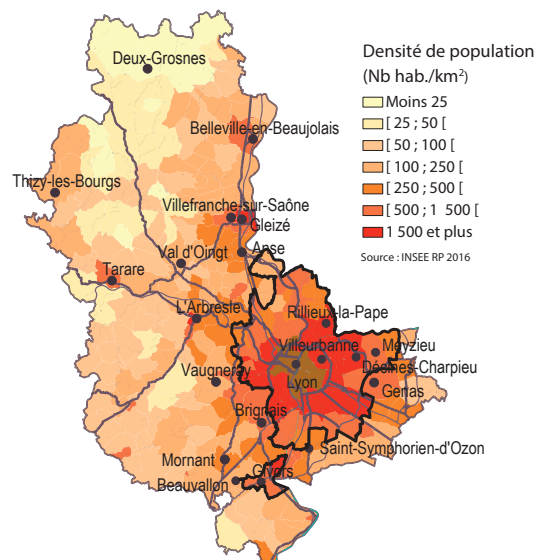 Densité de population
(Nb hab./km²)
Moins 25
[ 25 ; 50 [
[ 50 ; 100 [
[ 100 ; 250 [
[ 250 ; 500 [
[ 500 ; 1 500 [
1 500 et plus
Source : INSEE RP 2016
Deux-Grosnes
Belleville-en-Beaujolais
Thizy-les-Bourgs
Villefranche-sur-Saône
Gleizé
Anse
Val d'Oingt
Tarare
L'Arbresle
Rillieux-la-Pape
Villeurbanne
Meyzieu
Décines-Charpieu
Lyon
Genas
Vaugneray
Brignais
Saint-Symphorien-d'Ozon
Mornant
Givors
Beauvallon